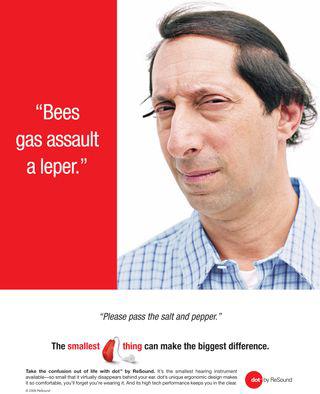 “Bees
gas assault
a leper.”
“Please pass the salt and pepper.”
The smallest thing can make the biggest difference.
Take the confusion out of life with dot™ by ReSound. It’s the smallest hearing instrument
available—so small that it virtually disappears behind your ear. dot’s unique ergonomic design makes
it so comfortable, you’ll forget you’re wearing it. And its high tech performance keeps you in the clear.
dot by ReSound
© 2008 ReSound